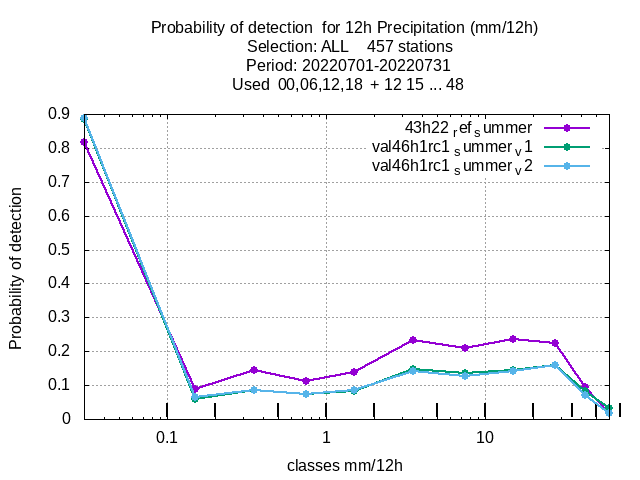 Probability of detection  for 12h Precipitation (mm/12h)
Selection: ALL    457 stations
Period: 20220701-20220731
Used  00,06,12,18  + 12 15 ... 48
43h22 ref summer
val46h1rc1 summer v1
val46h1rc1 summer v2
0.9
0.8
0.7
0.6
0.5
0.4
0.3
0.2
0.1
0
Probability of detection
0.1
1
10
classes mm/12h